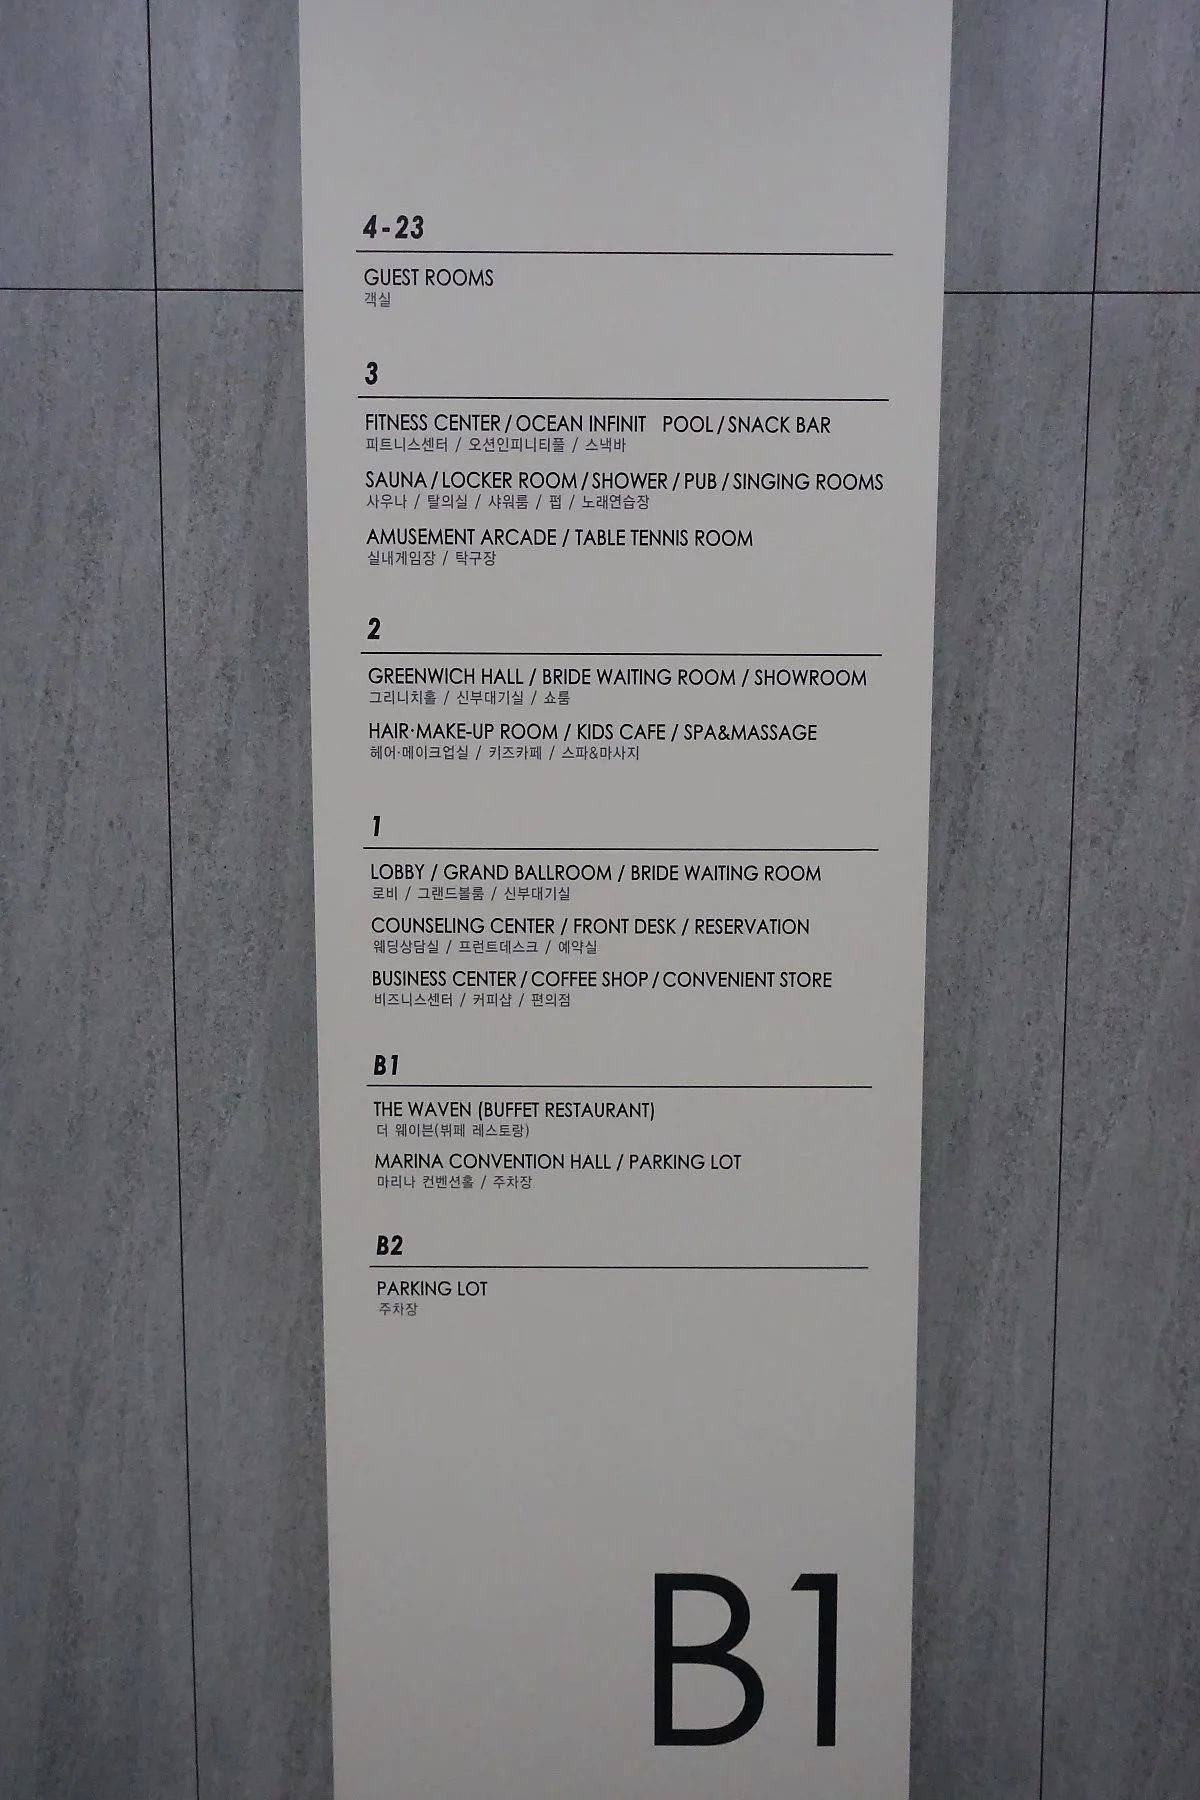 4-23
GUEST ROOMS
객실
3
FITNESS CENTER / OCEAN INFINIT POOL / SNACK BAR
피트니스센터 / 오션인피니티풀 / 스낵바
SAUNA / LOCKER ROOM / SHOWER / PUB / SINGING ROOMS
사우나 / 탈의실 / 샤워룸 / 펍 / 노래연습장
AMUSEMENT ARCADE / TABLE TENNIS ROOM
실내게임장 / 탁구장
2
GREENWICH HALL / BRIDE WAITING ROOM / SHOWROOM
그리니치홀 / 신부대기실 / 쇼룸
HAIR·MAKE-UP ROOM / KIDS CAFE / SPA&MASSAGE
헤어·메이크업실 / 키즈카페 / 스파&마사지
1
LOBBY / GRAND BALLROOM / BRIDE WAITING ROOM
로비 / 그랜드볼룸 / 신부대기실
COUNSELING CENTER / FRONT DESK / RESERVATION
웨딩상담실 / 프런트데스크 / 예약실
BUSINESS CENTER / COFFEE SHOP / CONVENIENT STORE
비즈니스센터 / 커피샵 / 편의점
B1
THE WAVEN (BUFFET RESTAURANT)
더 웨이븐(뷔페 레스토랑)
MARINA CONVENTION HALL / PARKING LOT
마리나 컨벤션홀 / 주차장
B2
PARKING LOT
주차장
B1